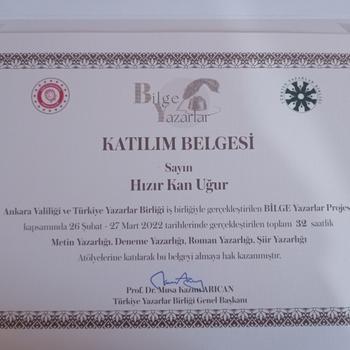 Bilge
Yazarlar
KATILIM BELGESİ
Sayın
Hızır Kan Uğur
Ankara Valiliği ve Türkiye Yazarlar Birliği iş birliğiyle gerçekleştirilen BİLGE Yazarlar Projesi
kapsamında 26 Şubat - 27 Mart 2022 tarihlerinde gerçekleştirilen toplam 32 saatlik
Metin Yazarlığı, Deneme Yazarlığı, Roman Yazarlığı, Şiir Yazarlığı
Atölyelerine katılarak bu belgeyi almaya hak kazanmıştır.
Prof. Dr. Musa Kazım ARICAN
Türkiye Yazarlar Birliği Genel Başkanı